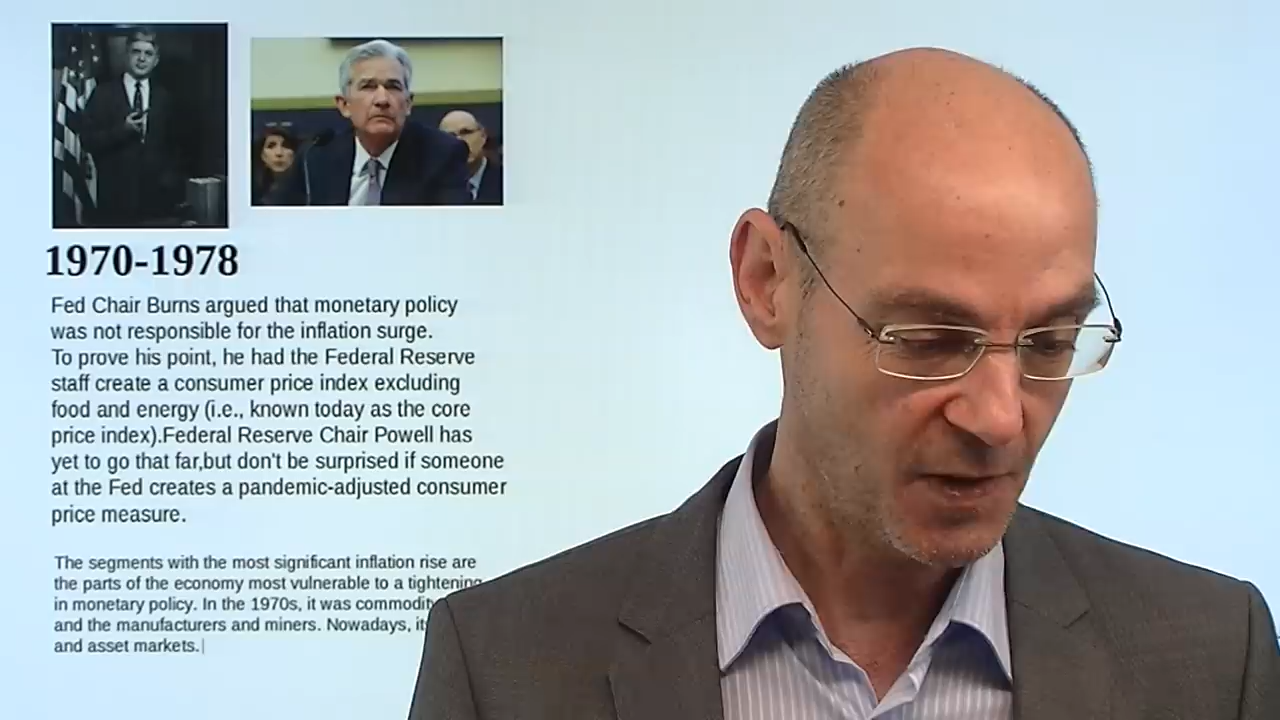 1970-1978
Fed Chair Burns argued that monetary policy
was not responsible for the inflation surge.
To prove his point, he had the Federal Reserve
staff create a consumer price index excluding
food and energy (i.e., known today as the core
price index).Federal Reserve Chair Powell has
yet to go that far,but don't be surprised if someone
at the Fed creates a pandemic-adjusted consumer
price measure.
The segments with the most significant inflation rise are
the parts of the economy most vulnerable to a tightening
in monetary policy. In the 1970s, it was
and the manufacturers and miners. Nowadays,
and asset markets.